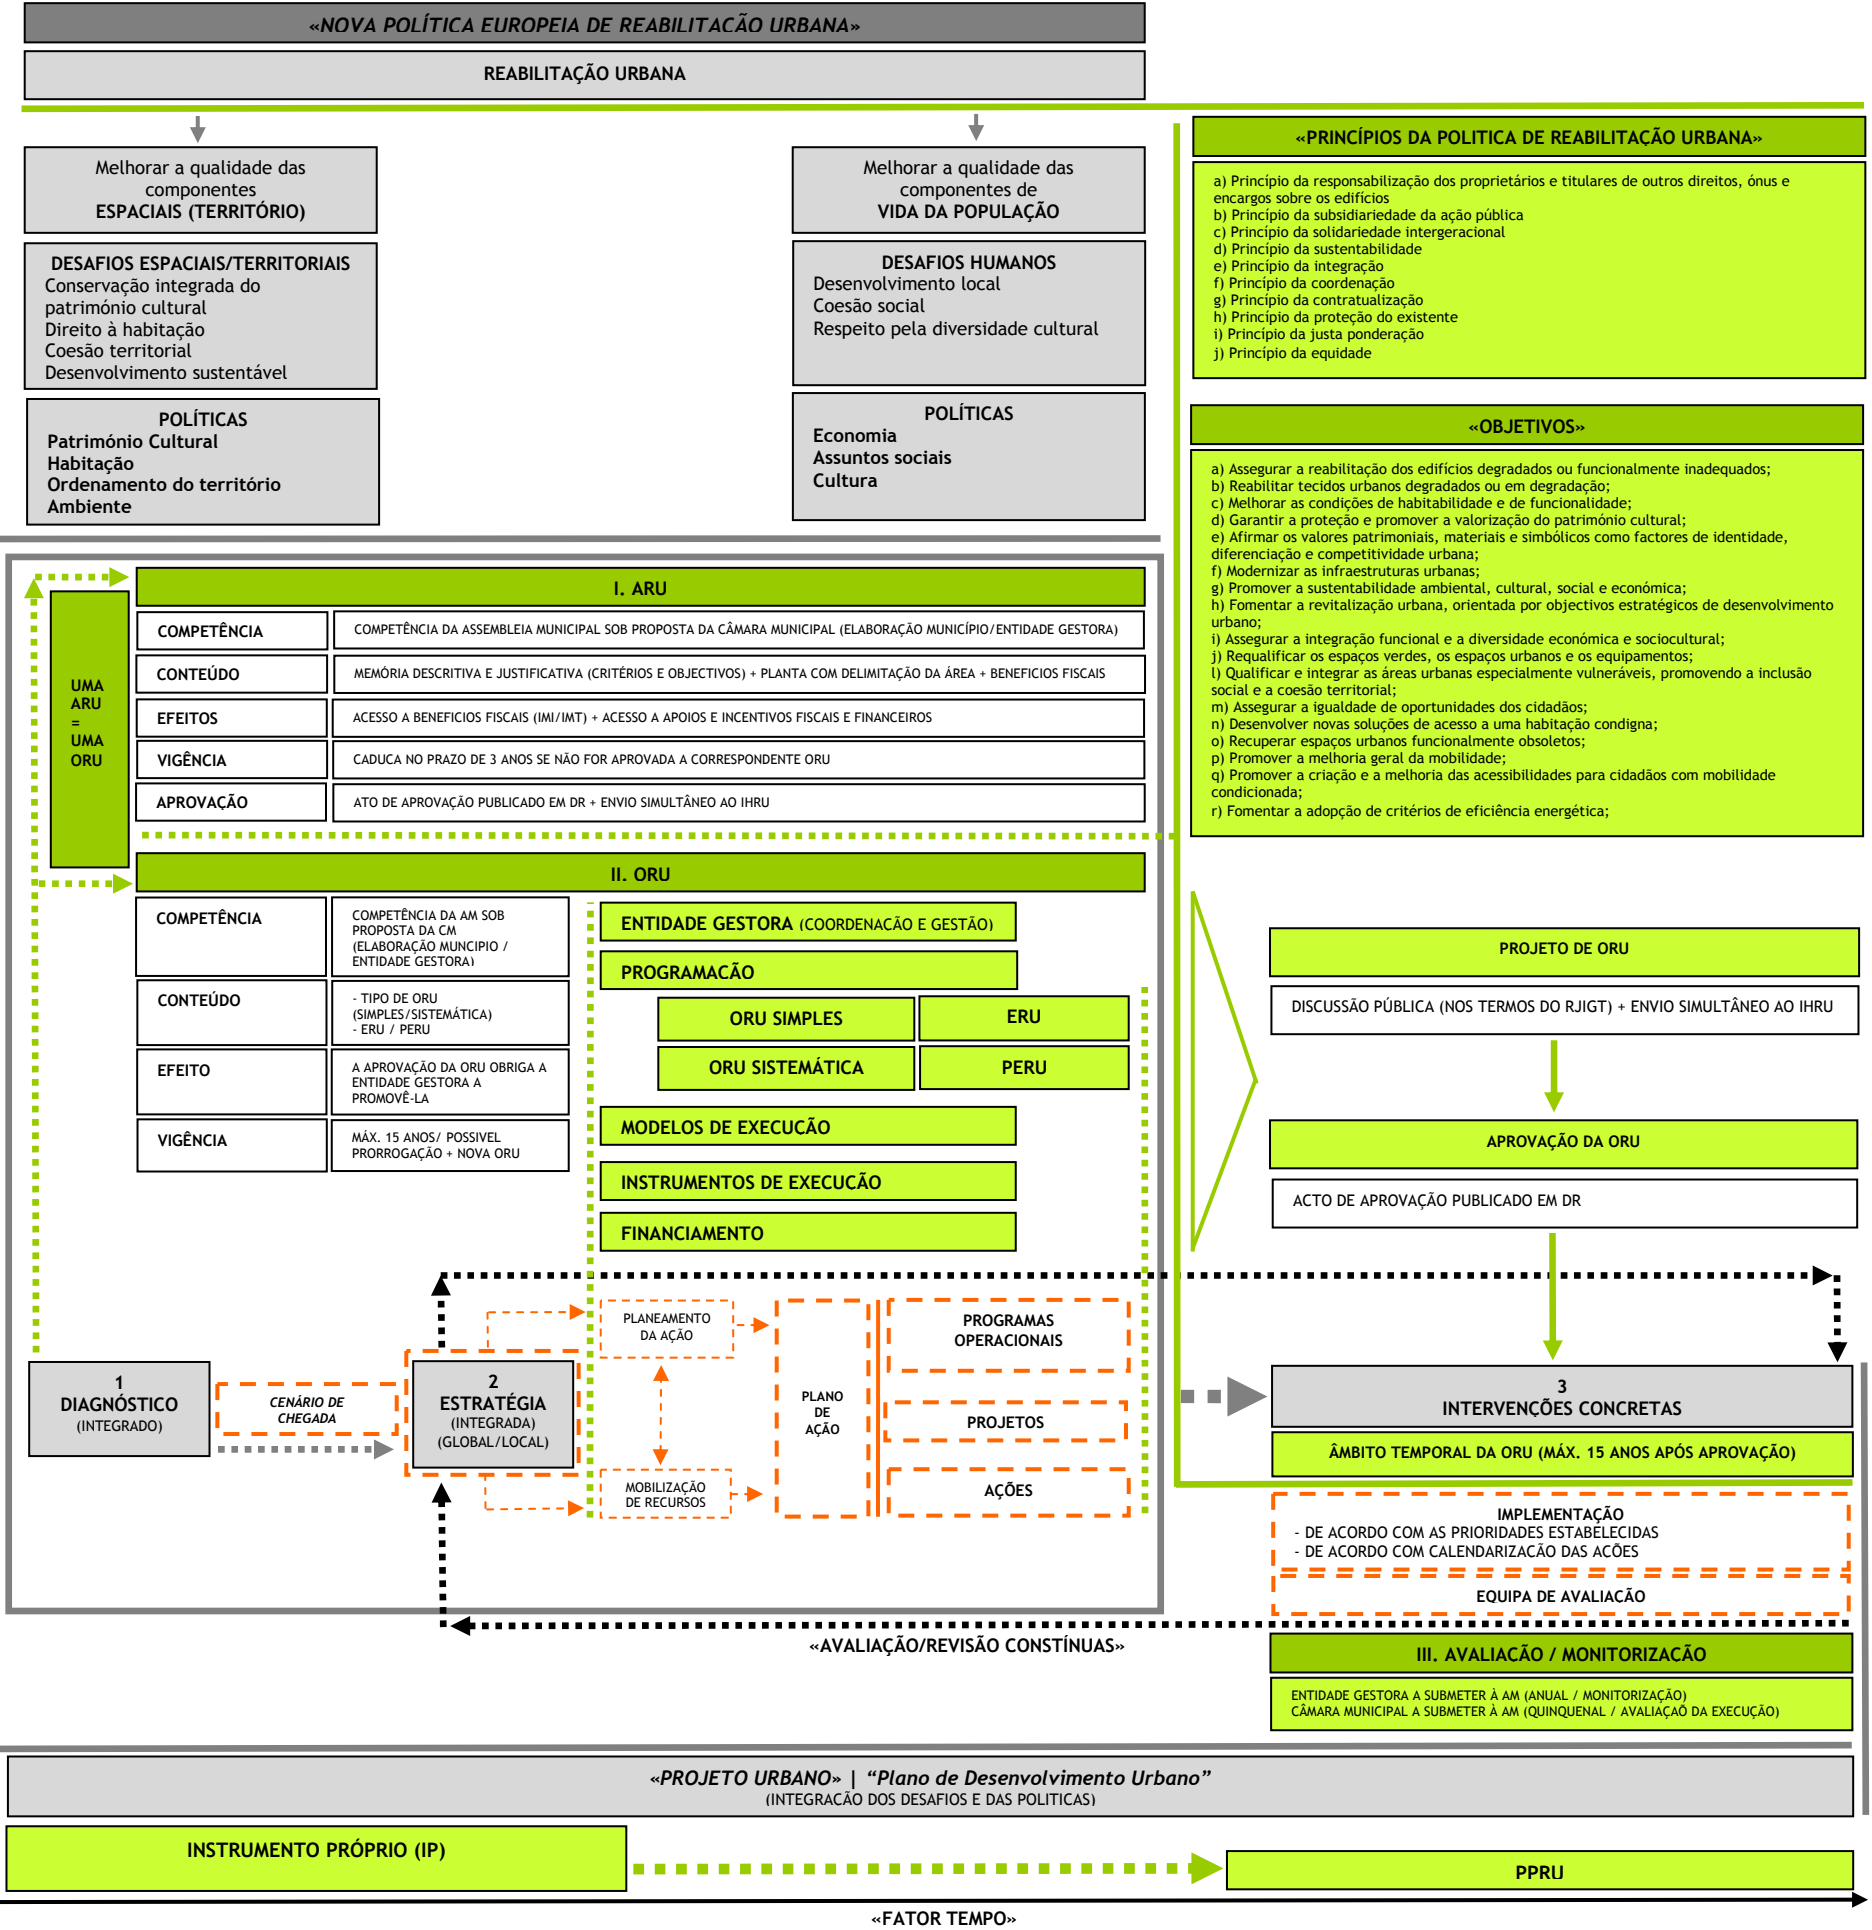 «NOVA POLÍTICA EUROPEIA DE REABILITAÇÃO URBANA»
REABILITAÇÃO URBANA
Melhorar a qualidade das
componentes
ESPACIAIS (TERRITÓRIO)
DESAFIOS ESPACIAIS/TERRITORIAIS
Conservação integrada do
património cultural
Direito à habitação
Coesão territorial
Desenvolvimento sustentável
POLÍTICAS
Património Cultural
Habitação
Ordenamento do território
Ambiente
Melhorar a qualidade das
componentes de
VIDA DA POPULAÇÃO
DESAFIOS HUMANOS
Desenvolvimento local
Coesão social
Respeito pela diversidade cultural
POLÍTICAS
Economia
Assuntos sociais
Cultura
«PRINCÍPIOS DA POLITICA DE REABILITAÇÃO URBANA»
a) Princípio da responsabilização dos proprietários e titulares de outros direitos, ónus e
encargos sobre os edifícios
b) Princípio da subsidiariedade da ação pública
c) Princípio da solidariedade intergeracional
d) Princípio da sustentabilidade
e) Princípio da integração
f) Princípio da coordenação
g) Princípio da contratualização
h) Princípio da proteção do existente
i) Princípio da justa ponderação
j) Princípio da equidade
«OBJETIVOS»
a) Assegurar a reabilitação dos edifícios degradados ou funcionalmente inadequados;
b) Reabilitar tecidos urbanos degradados ou em degradação;
c) Melhorar as condições de habitabilidade e de funcionalidade;
d) Garantir a proteção e promover a valorização do património cultural;
e) Afirmar os valores patrimoniais, materiais e simbólicos como factores de identidade,
diferenciação e competitividade urbana;
f) Modernizar as infraestruturas urbanas;
g) Promover a sustentabilidade ambiental, cultural, social e económica;
h) Fomentar a revitalização urbana, orientada por objectivos estratégicos de desenvolvimento
urbano;
i) Assegurar a integração funcional e a diversidade económica e sociocultural;
j) Requalificar os espaços verdes, os espaços urbanos e os equipamentos;
l) Qualificar e integrar as áreas urbanas especialmente vulneráveis, promovendo a inclusão
social e a coesão territorial;
m) Assegurar a igualdade de oportunidades dos cidadãos;
n) Desenvolver novas soluções de acesso a uma habitação condigna;
o) Recuperar espaços urbanos funcionalmente obsoletos;
p) Promover a melhoria geral da mobilidade;
q) Promover a criação e a melhoria das acessibilidades para cidadãos com mobilidade
condicionada;
r) Fomentar a adopção de critérios de eficiência energética;
UMA
ARU
=
UMA
ORU
I. ARU
COMPETÊNCIA
COMPETÊNCIA DA ASSEMBLEIA MUNICIPAL SOB PROPOSTA DA CÂMARA MUNICIPAL (ELABORAÇÃO MUNICÍPIO/ENTIDADE GESTORA)
CONTEÚDO
MEMÓRIA DESCRITIVA E JUSTIFICATIVA (CRITÉRIOS E OBJECTIVOS) + PLANTA COM DELIMITAÇÃO DA ÁREA + BENEFICIOS FISCAIS
EFEITOS
ACESSO A BENEFICIOS FISCAIS (IMI/IMT) + ACESSO A APOIOS E INCENTIVOS FISCAIS E FINANCEIROS
VIGÊNCIA
CADUCA NO PRAZO DE 3 ANOS SE NÃO FOR APROVADA A CORRESPONDENTE ORU
APROVAÇÃO
ATO DE APROVAÇÃO PUBLICADO EM DR + ENVIO SIMULTÂNEO AO IHRU
II. ORU
COMPETÊNCIA
COMPETÊNCIA DA AM SOB
PROPOSTA DA CM
(ELABORAÇÃO MUNCIPIO /
ENTIDADE GESTORA)
CONTEÚDO
- TIPO DE ORU
(SIMPLES/SISTEMÁTICA)
- ERU / PERU
EFEITO
A APROVAÇÃO DA ORU OBRIGA A
ENTIDADE GESTORA A
PROMOVÊ-LA
VIGÊNCIA
MÁX. 15 ANOS/ POSSIVEL
PRORROGAÇÃO + NOVA ORU
ENTIDADE GESTORA (COORDENAÇÃO E GESTÃO)
PROGRAMAÇÃO
ORU SIMPLES
ERU
ORU SISTEMÁTICA
PERU
MODELOS DE EXECUÇÃO
INSTRUMENTOS DE EXECUÇÃO
FINANCIAMENTO
PROJETO DE ORU
DISCUSSÃO PÚBLICA (NOS TERMOS DO RJIGT) + ENVIO SIMULTÂNEO AO IHRU
APROVAÇÃO DA ORU
ACTO DE APROVAÇÃO PUBLICADO EM DR
1
DIAGNÓSTICO
(INTEGRADO)
CENÁRIO DE
CHEGADA
2
ESTRATÉGIA
(INTEGRADA)
(GLOBAL/LOCAL)
PLANEAMENTO
DA AÇÃO
MOBILIZAÇÃO
DE RECURSOS
PLANO
DE
AÇÃO
PROGRAMAS
OPERACIONAIS
PROJETOS
AÇÕES
3
INTERVENÇÕES CONCRETAS
ÂMBITO TEMPORAL DA ORU (MÁX. 15 ANOS APÓS APROVAÇÃO)
IMPLEMENTAÇÃO
- DE ACORDO COM AS PRIORIDADES ESTABELECIDAS
- DE ACORDO COM CALENDARIZAÇÃO DAS AÇÕES
EQUIPA DE AVALIAÇÃO
«AVALIAÇÃO/REVISÃO CONSTÍNUAS»
III. AVALIAÇÃO / MONITORIZAÇÃO
ENTIDADE GESTORA A SUBMETER À AM (ANUAL / MONITORIZAÇÃO)
CÂMARA MUNICIPAL A SUBMETER À AM (QUINQUENAL / AVALIAÇAÕ DA EXECUÇÃO)
«PROJETO URBANO» | “Plano de Desenvolvimento Urbano”
(INTEGRAÇÃO DOS DESAFIOS E DAS POLITICAS)
INSTRUMENTO PRÓPRIO (IP)
PPRU
«FATOR TEMPO»